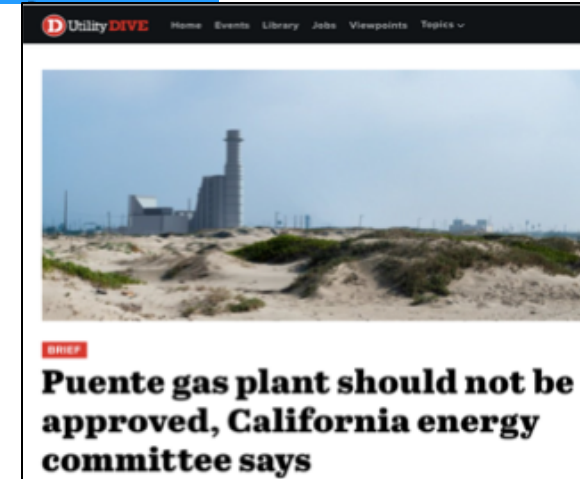 D Utility DIVE Home Events Library Jobs Viewpoints Topics
BRIEF
Puente gas plant should not be
approved, California energy
committee says